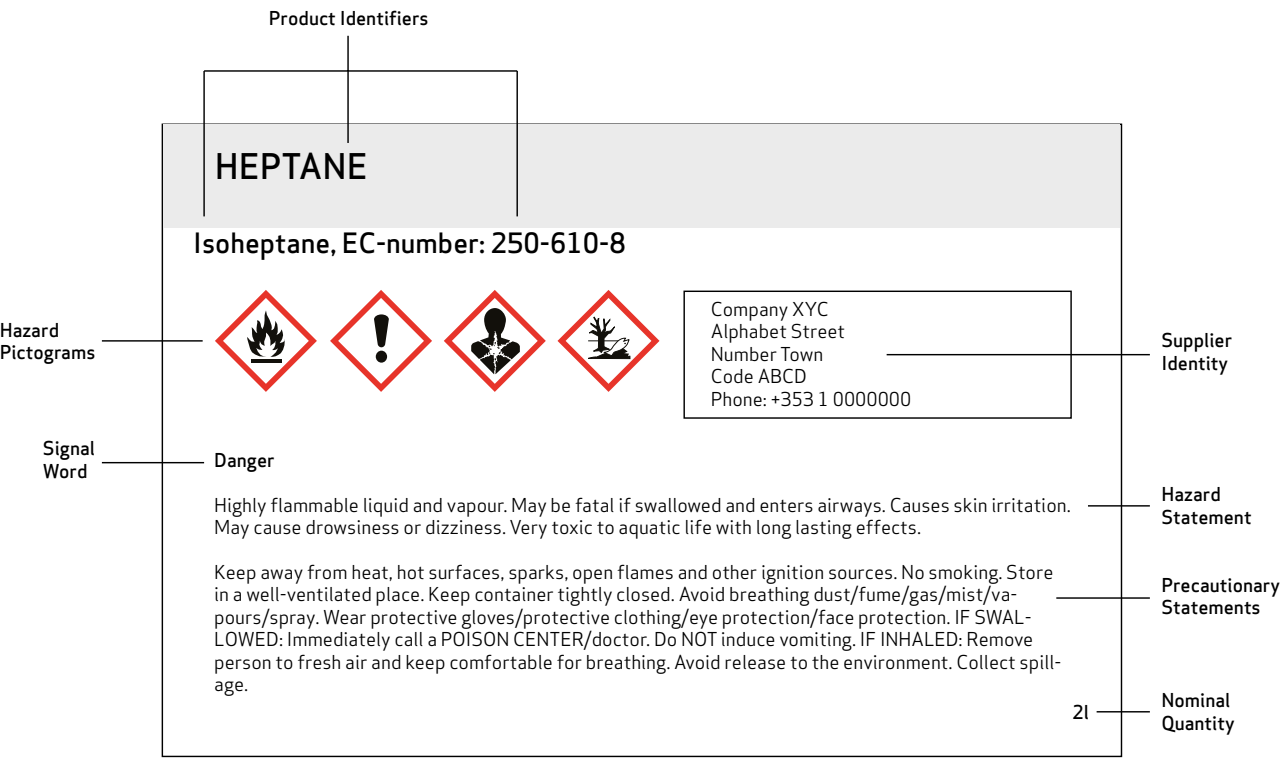 Product Identifiers
HEPTANE
Isoheptane, EC-number: 250-610-8
Hazard
Pictograms
Company XYC
Alphabet Street
Number Town
Code ABCD
Phone: +353 1 0000000
Supplier
Identity
Signal
Word
Danger
Highly flammable liquid and vapour. May be fatal if swallowed and enters airways. Causes skin irritation.
May cause drowsiness or dizziness. Very toxic to aquatic life with long lasting effects.
Hazard
Statement
Keep away from heat, hot surfaces, sparks, open flames and other ignition sources. No smoking. Store
in a well-ventilated place. Keep container tightly closed. Avoid breathing dust/fume/gas/mist/va-
pours/spray. Wear protective gloves/protective clothing/eye protection/face protection. IF SWAL-
LOWED: Immediately call a POISON CENTER/doctor. Do NOT induce vomiting. IF INHALED: Remove
person to fresh air and keep comfortable for breathing. Avoid release to the environment. Collect spill-
age.
Precautionary
Statements
2l
Nominal
Quantity